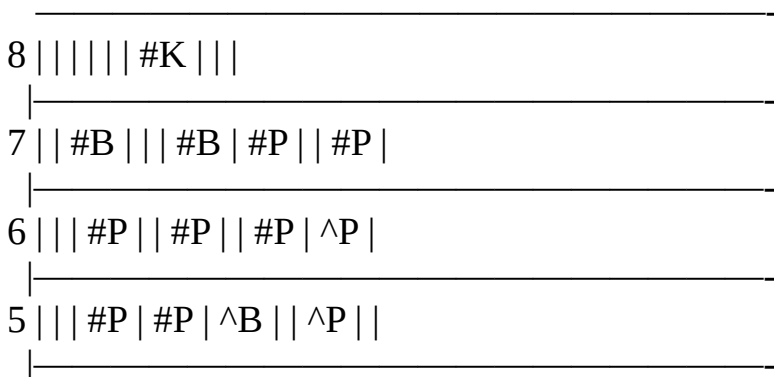 8 | | | | | | #K | | |
7 | | #B | | | #B | #P | | #P |
6 | | | #P | | #P | | #P | ^P |
5 | | | #P | #P | ^B | | ^P | |